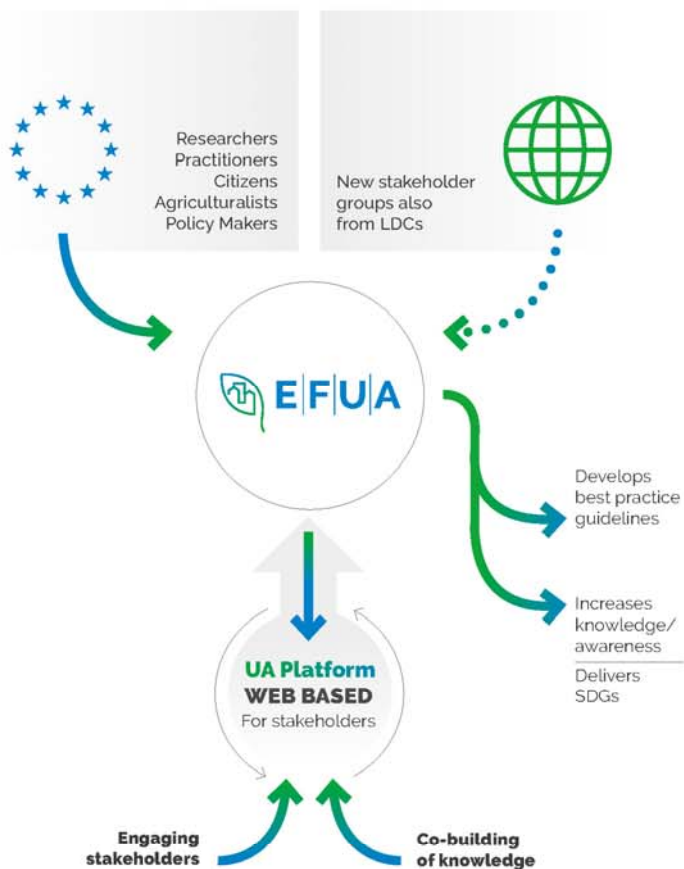 Researchers
Practitioners
Citizens
Agriculturalists
Policy Makers
New stakeholder
groups also
from LDCs
E|F|U|A
Develops
best practice
guidelines
Increases
knowledge/
awareness
Delivers
SDGs
UA Platform
WEB BASED
For stakeholders
Engaging
stakeholders
Co-building
of knowledge